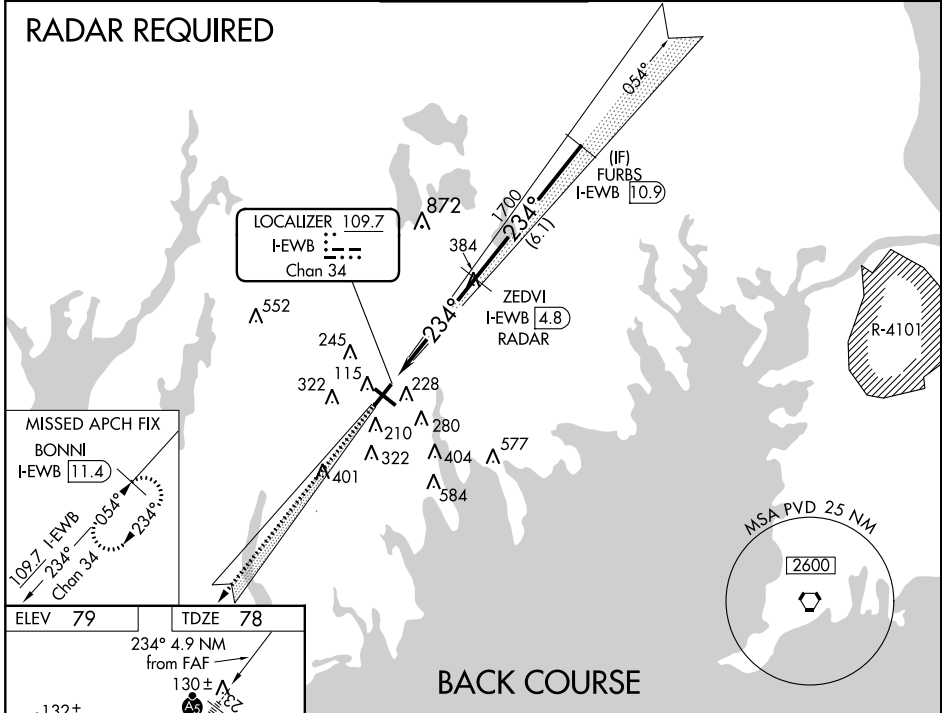 RADAR REQUIRED
054°
(IF)
FURBS
I-EWB 10.9
1700
234°
(6.1)
872
LOCALIZER 109.7
I-EWB
Chan 34
384
ZEDVI
I-EWB 4.8
RADAR
234°
R-4101
552
245
115
322
228
210
280
322
404
577
401
584
MISSED APCH FIX
BONNI
I-EWB 11.4
054°
234°
109.7 I-EWB
234°
Chan 34
MSA PVD 25 NM
2600
ELEV 79
TDZE 78
234° 4.9 NM
from FAF
130±
A5
132±
BACK COURSE